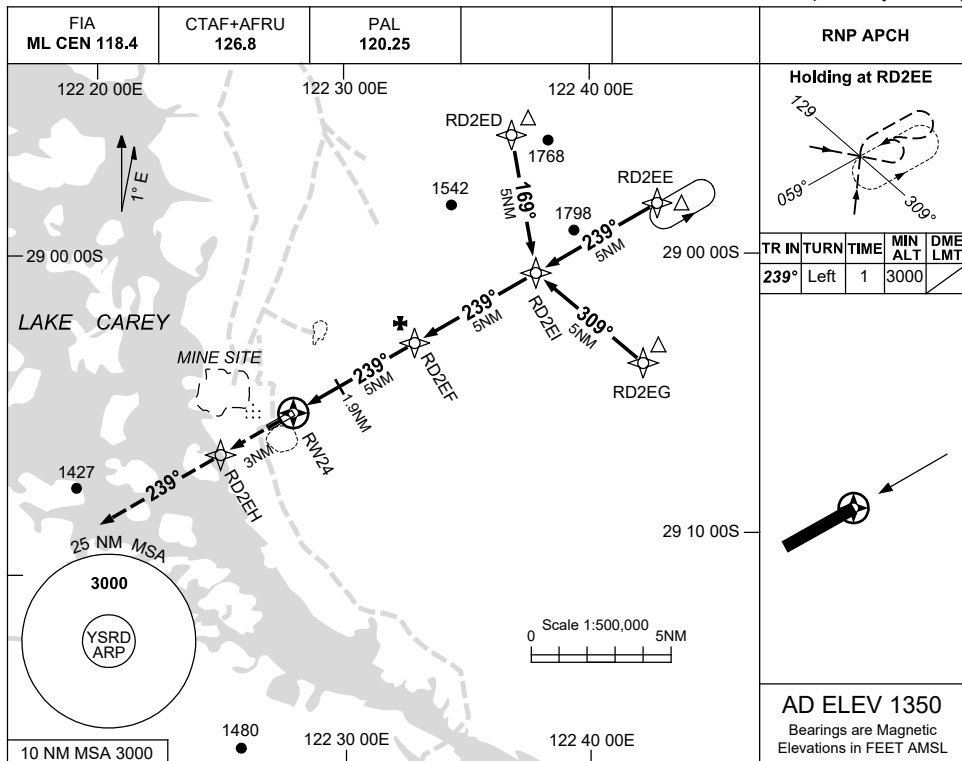 FIA
ML CEN 118.4
CTAF+AFRU
126.8
PAL
120.25
RNP APCH
122 20 00E
122 30 00E
122 40 00E
Holding at RD2EE
129
059°
309°
TR IN
TURN
TIME
MIN ALT
DME LMT
239°
Left
1
3000
1° E
RD2ED
1768
RD2EE
1542
169°
5NM
1798
239°
5NM
29 00 00S
29 00 00S
LAKE CAREY
239°
5NM
RD2EI
309°
5NM
MINE SITE
239°
5NM
RD2EF
RD2EG
1.9NM
RW24
3NM
RD2EH
1427
239°
29 10 00S
25 NM MSA
3000
YSRD
ARP
Scale 1:500,000
0
5NM
1480
122 30 00E
122 40 00E
10 NM MSA 3000
AD ELEV 1350
Bearings are Magnetic
Elevations in FEET AMSL